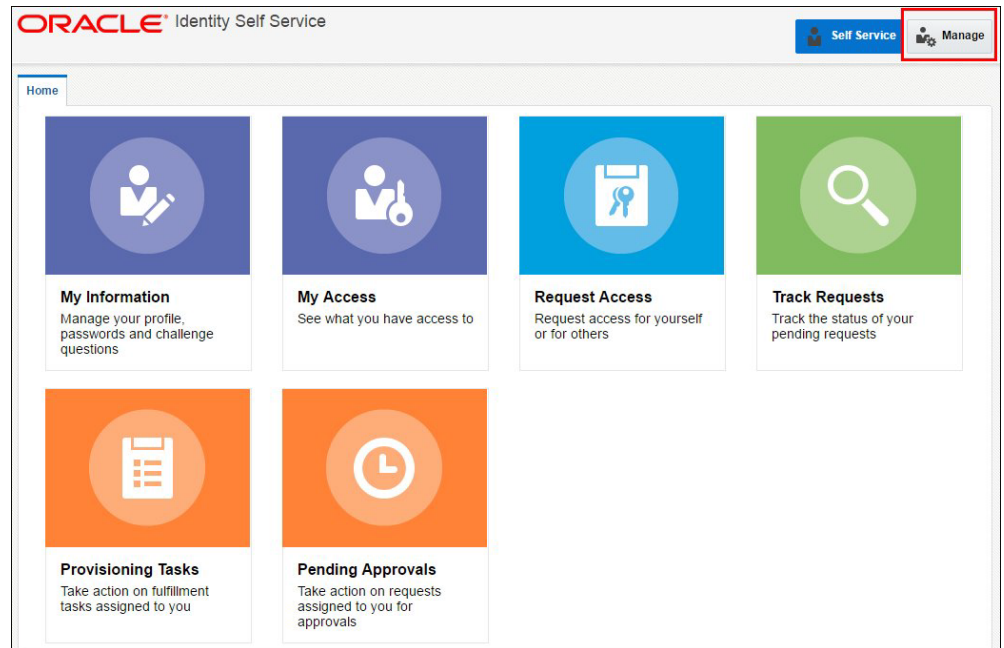 ORACLE® Identity Self Service
Self Service
Manage
Home
My Information
Manage your profile,
passwords and challenge
questions
My Access
See what you have access to
Request Access
Request access for yourself
or for others
Track Requests
Track the status of your
pending requests
Provisioning Tasks
Take action on fulfillment
tasks assigned to you
Pending Approvals
Take action on requests
assigned to you for
approvals